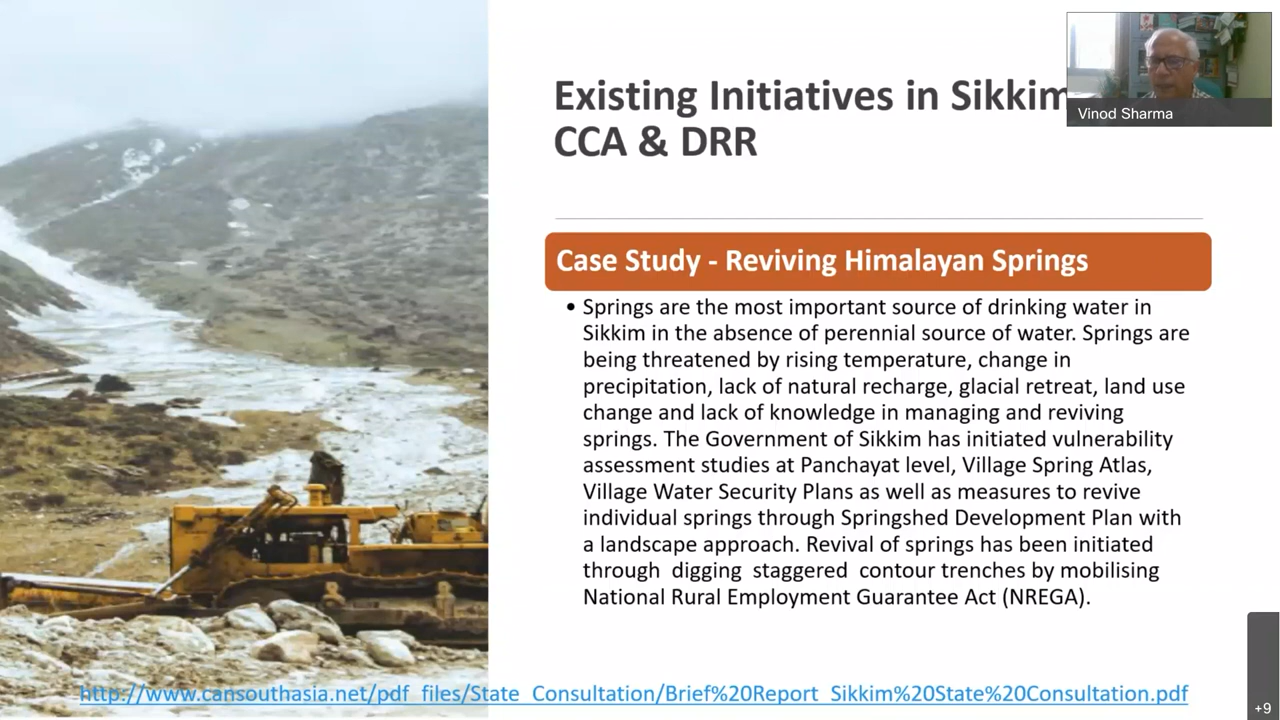 Existing Initiatives in Sikkim
CCA & DRR
Vinod Sharma
Case Study - Reviving Himalayan Springs
• Springs are the most important source of drinking water in
Sikkim in the absence of perennial source of water. Springs are
being threatened by rising temperature, change in
precipitation, lack of natural recharge, glacial retreat, land use
change and lack of knowledge in managing and reviving
springs. The Government of Sikkim has initiated vulnerability
assessment studies at Panchayat level, Village Spring Atlas,
Village Water Security Plans as well as measures to revive
individual springs through Springshed Development Plan with
a landscape approach. Revival of springs has been initiated
through digging staggered contour trenches by mobilising
National Rural Employment Guarantee Act (NREGA).
http://www.cansouthasia.net/pdf_files/State_Consultation/Brief%20Report_Sikkim%20State%20Consultation.pdf
+9